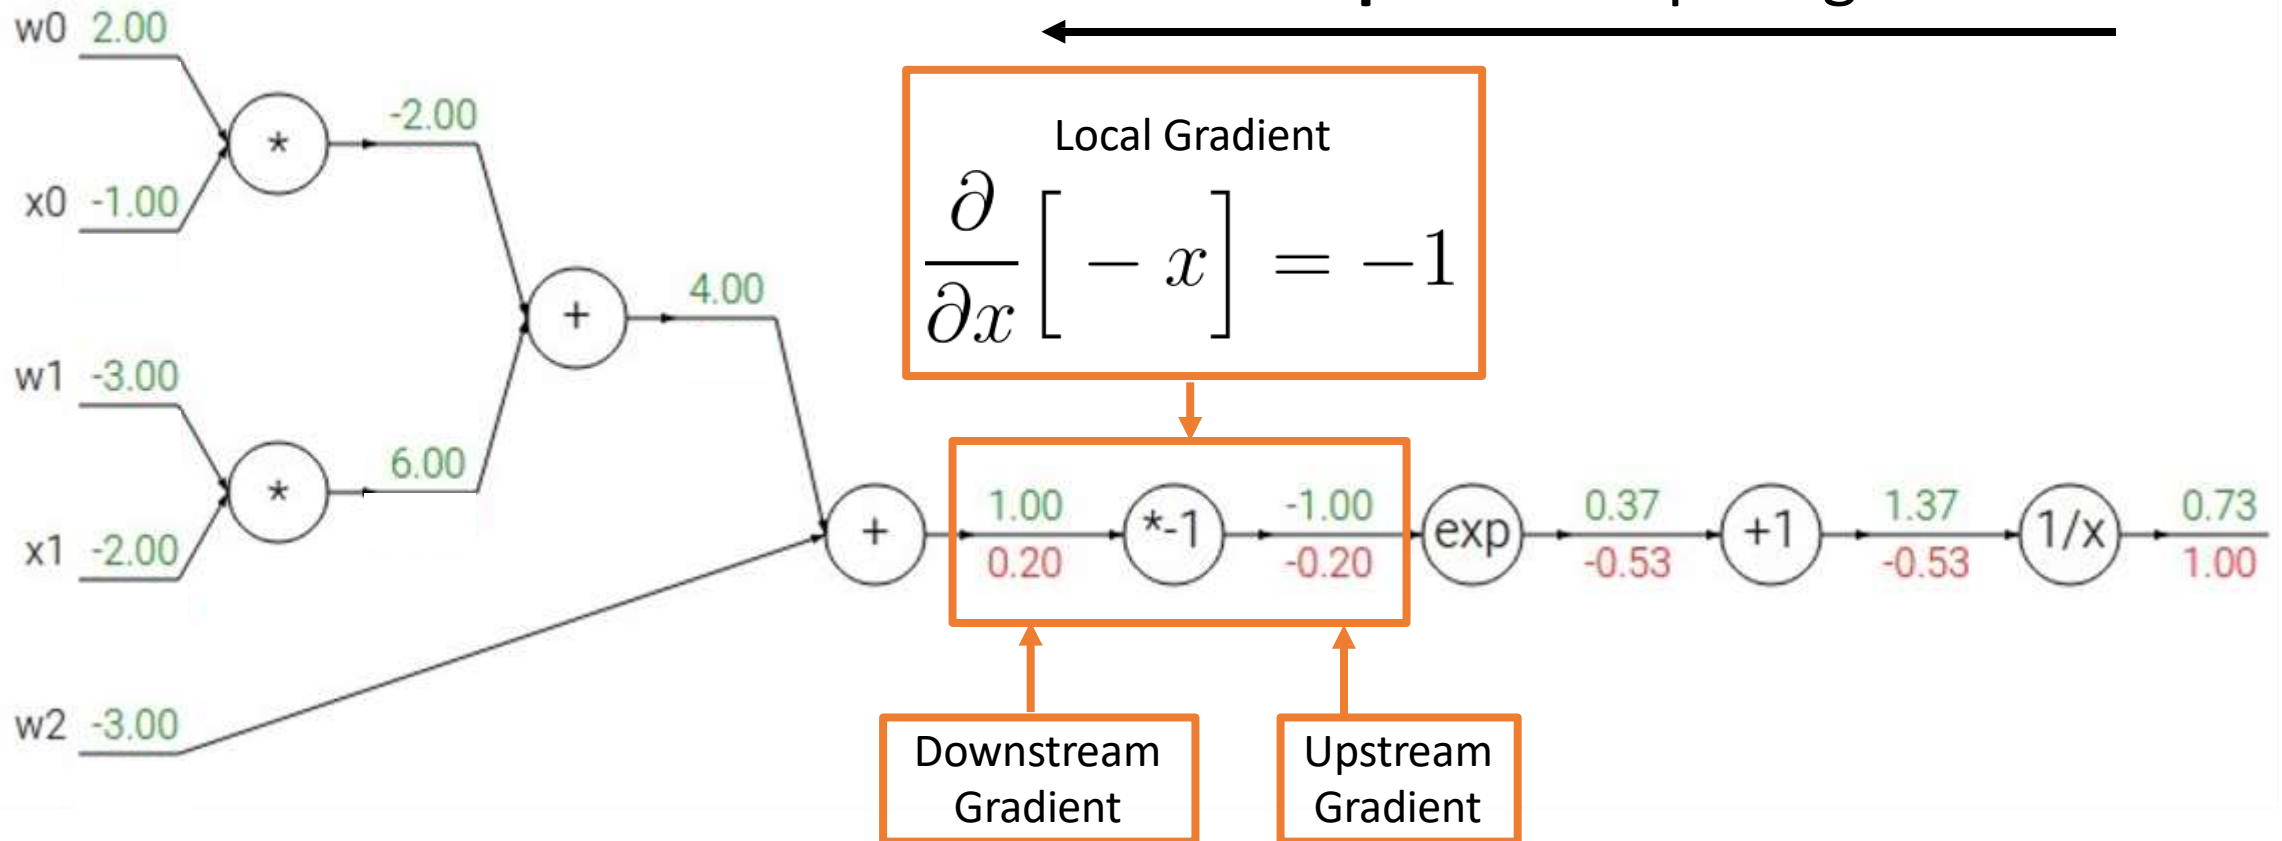 w0 2.00
*
-2.00
x0 -1.00
Local Gradient
∂/∂x [ − x ] = −1
+
4.00
w1 -3.00
*
6.00
x1 -2.00
+
1.00
0.20
*-1
-1.00
-0.20
exp
0.37
-0.53
+1
1.37
-0.53
1/x
0.73
1.00
w2 -3.00
Downstream
Gradient
Upstream
Gradient